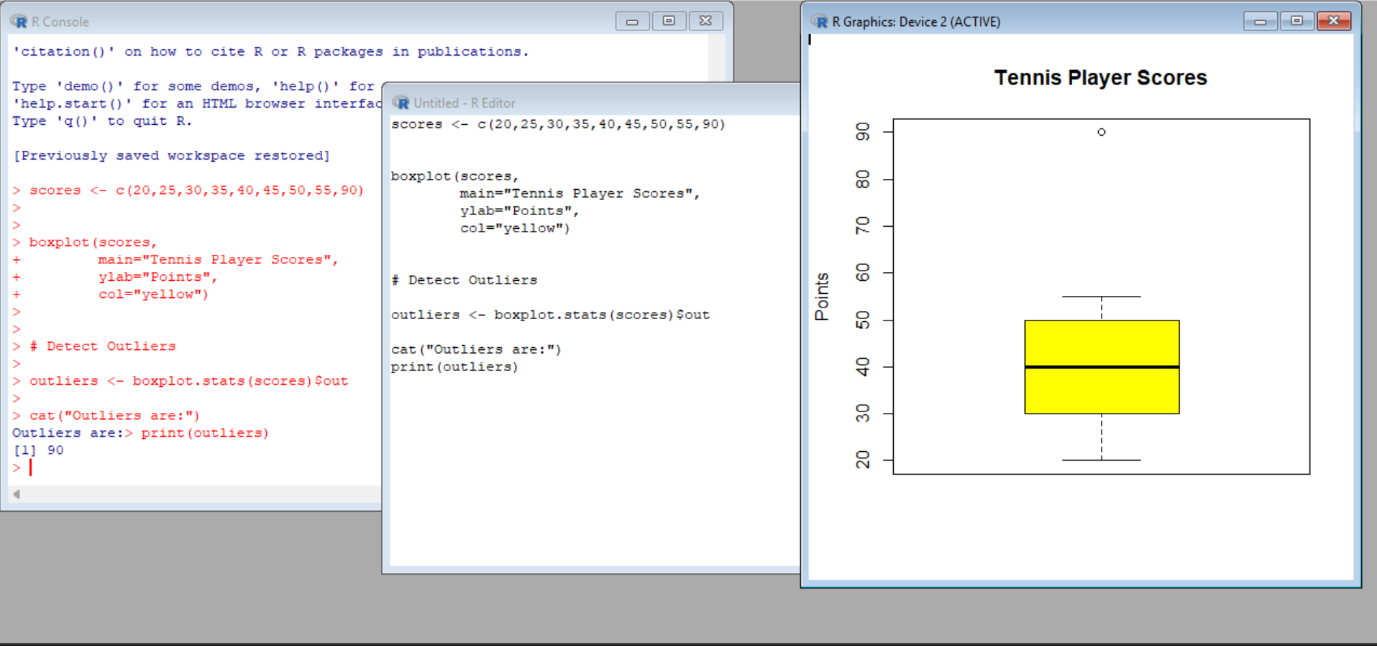 R Console
'citation()' on how to cite R or R packages in publications.
Type 'demo()' for some demos, 'help()' for
'help.start()' for an HTML browser interfac
Type 'q()' to quit R.
[Previously saved workspace restored]
> scores <- c(20,25,30,35,40,45,50,55,90)
>
>
> boxplot(scores,
+         main="Tennis Player Scores",
+         ylab="Points",
+         col="yellow")
>
>
> # Detect Outliers
>
> outliers <- boxplot.stats(scores)$out
>
> cat("Outliers are:")
Outliers are:> print(outliers)
[1] 90
>
Untitled - R Editor
scores <- c(20,25,30,35,40,45,50,55,90)
boxplot(scores,
        main="Tennis Player Scores",
        ylab="Points",
        col="yellow")
# Detect Outliers
outliers <- boxplot.stats(scores)$out
cat("Outliers are:")
print(outliers)
R Graphics: Device 2 (ACTIVE)
Tennis Player Scores
Points
90
80
70
60
50
40
30
20